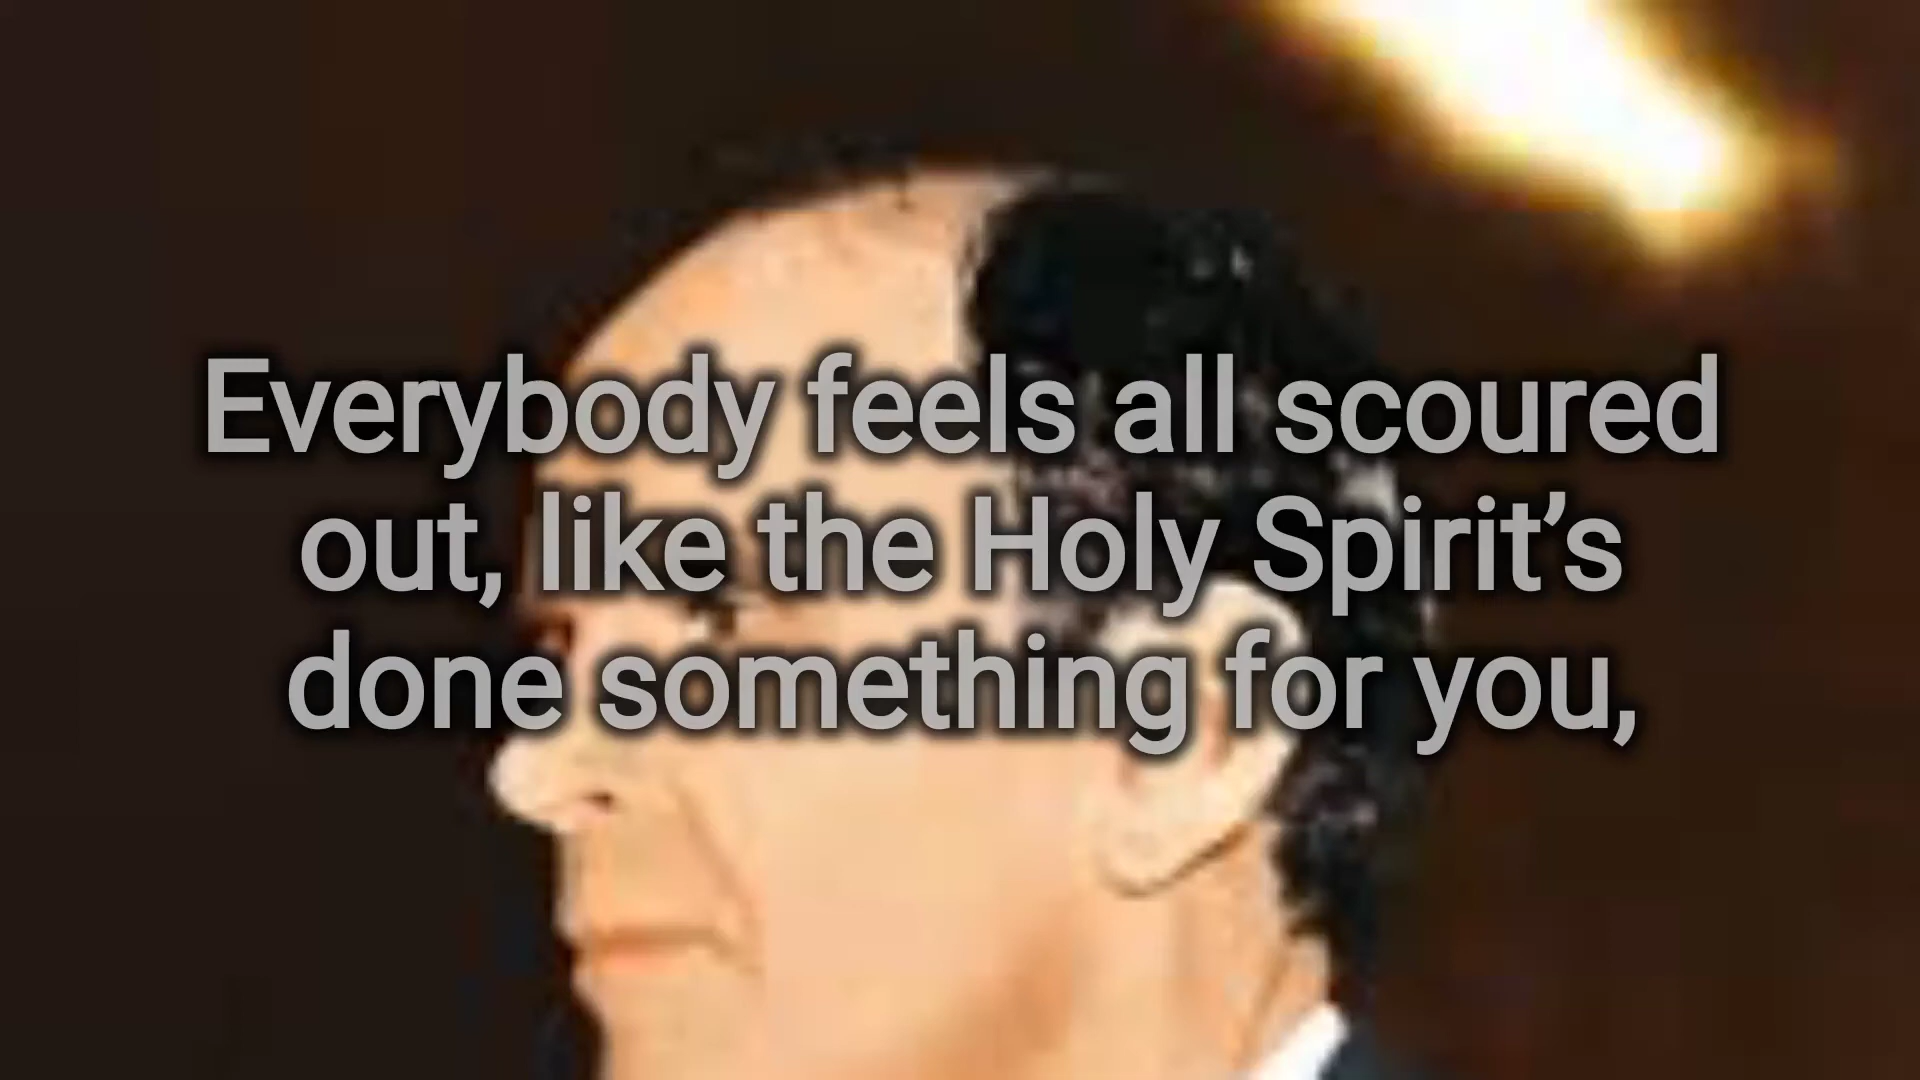 Everybody feels all scoured
out, like the Holy Spirit’s
done something for you,